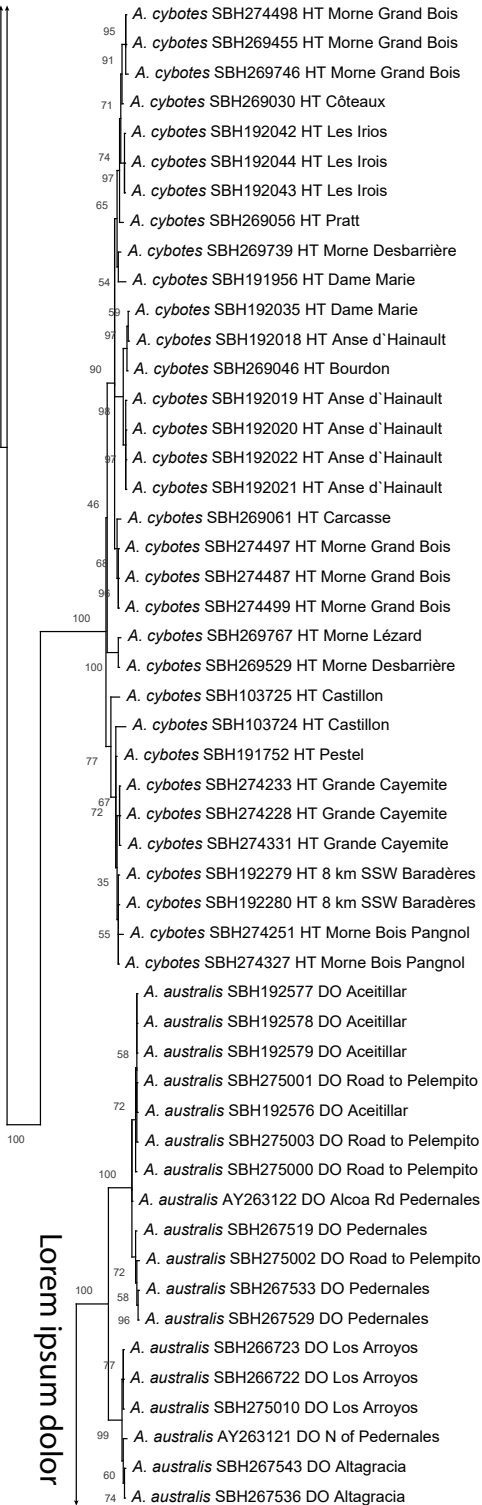 A. cybotes SBH274498 HT Morne Grand Bois
95
A. cybotes SBH269455 HT Morne Grand Bois
91
A. cybotes SBH269746 HT Morne Grand Bois
71
A. cybotes SBH269030 HT Côteaux
A. cybotes SBH192042 HT Les Irios
74
A. cybotes SBH192044 HT Les Irois
97
A. cybotes SBH192043 HT Les Irois
65
A. cybotes SBH269056 HT Pratt
A. cybotes SBH269739 HT Morne Desbarrière
54
A. cybotes SBH191956 HT Dame Marie
59
A. cybotes SBH192035 HT Dame Marie
97
A. cybotes SBH192018 HT Anse d`Hainault
90
A. cybotes SBH269046 HT Bourdon
A. cybotes SBH192019 HT Anse d`Hainault
98
A. cybotes SBH192020 HT Anse d`Hainault
97
A. cybotes SBH192022 HT Anse d`Hainault
A. cybotes SBH192021 HT Anse d`Hainault
46
A. cybotes SBH269061 HT Carcasse
A. cybotes SBH274497 HT Morne Grand Bois
68
A. cybotes SBH274487 HT Morne Grand Bois
96
A. cybotes SBH274499 HT Morne Grand Bois
100
A. cybotes SBH269767 HT Morne Lézard
100
A. cybotes SBH269529 HT Morne Desbarrière
A. cybotes SBH103725 HT Castillon
A. cybotes SBH103724 HT Castillon
77
A. cybotes SBH191752 HT Pestel
A. cybotes SBH274233 HT Grande Cayemite
67
72
A. cybotes SBH274228 HT Grande Cayemite
A. cybotes SBH274331 HT Grande Cayemite
35
A. cybotes SBH192279 HT 8 km SSW Baradères
A. cybotes SBH192280 HT 8 km SSW Baradères
55
A. cybotes SBH274251 HT Morne Bois Pangnol
A. cybotes SBH274327 HT Morne Bois Pangnol
A. australis SBH192577 DO Aceitillar
A. australis SBH192578 DO Aceitillar
58
A. australis SBH192579 DO Aceitillar
A. australis SBH275001 DO Road to Pelempito
72
A. australis SBH192576 DO Aceitillar
100
A. australis SBH275003 DO Road to Pelempito
100
A. australis SBH275000 DO Road to Pelempito
A. australis AY263122 DO Alcoa Rd Pedernales
A. australis SBH267519 DO Pedernales
72
A. australis SBH275002 DO Road to Pelempito
100
58
A. australis SBH267533 DO Pedernales
96
A. australis SBH267529 DO Pedernales
77
A. australis SBH266723 DO Los Arroyos
A. australis SBH266722 DO Los Arroyos
A. australis SBH275010 DO Los Arroyos
99
A. australis AY263121 DO N of Pedernales
60
A. australis SBH267543 DO Altagracia
74
A. australis SBH267536 DO Altagracia
Lorem ipsum dolor